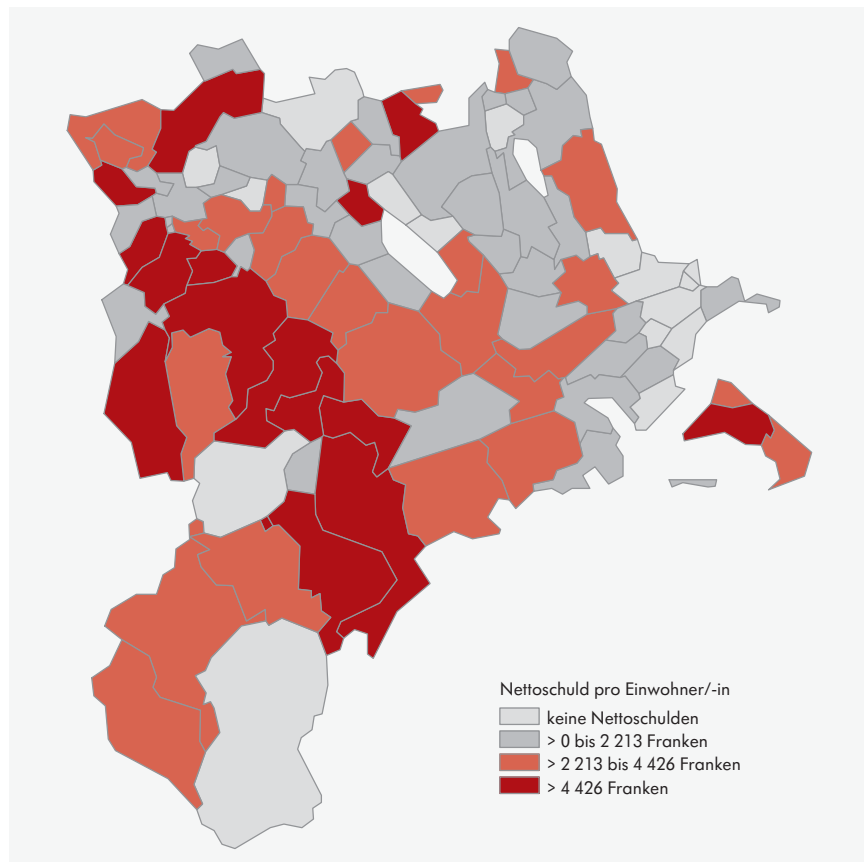 Nettoschuld pro Einwohner/-in
keine Nettoschulden
> 0 bis 2 213 Franken
> 2 213 bis 4 426 Franken
> 4 426 Franken